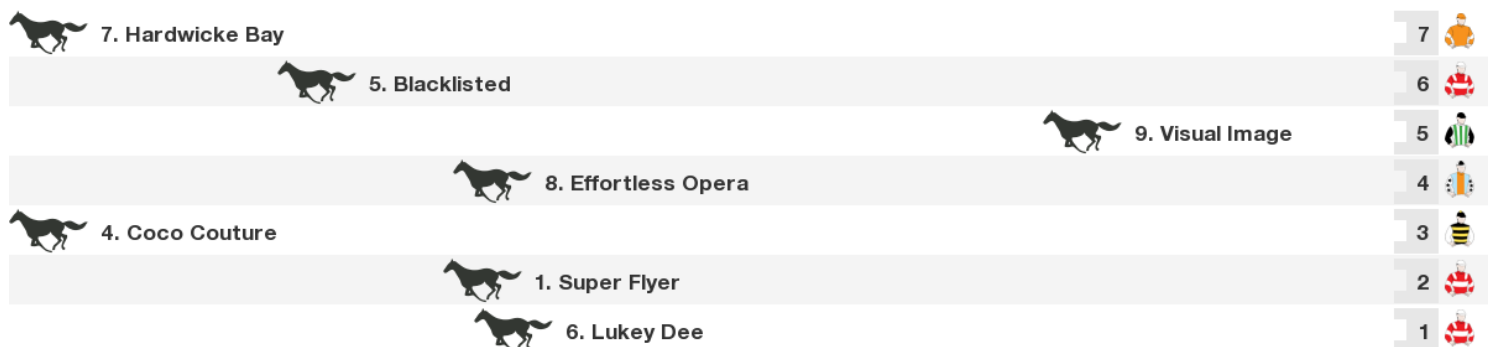 7. Hardwicke Bay 7
5. Blacklisted 6
9. Visual Image 5
8. Effortless Opera 4
4. Coco Couture 3
1. Super Flyer 2
6. Lukey Dee 1